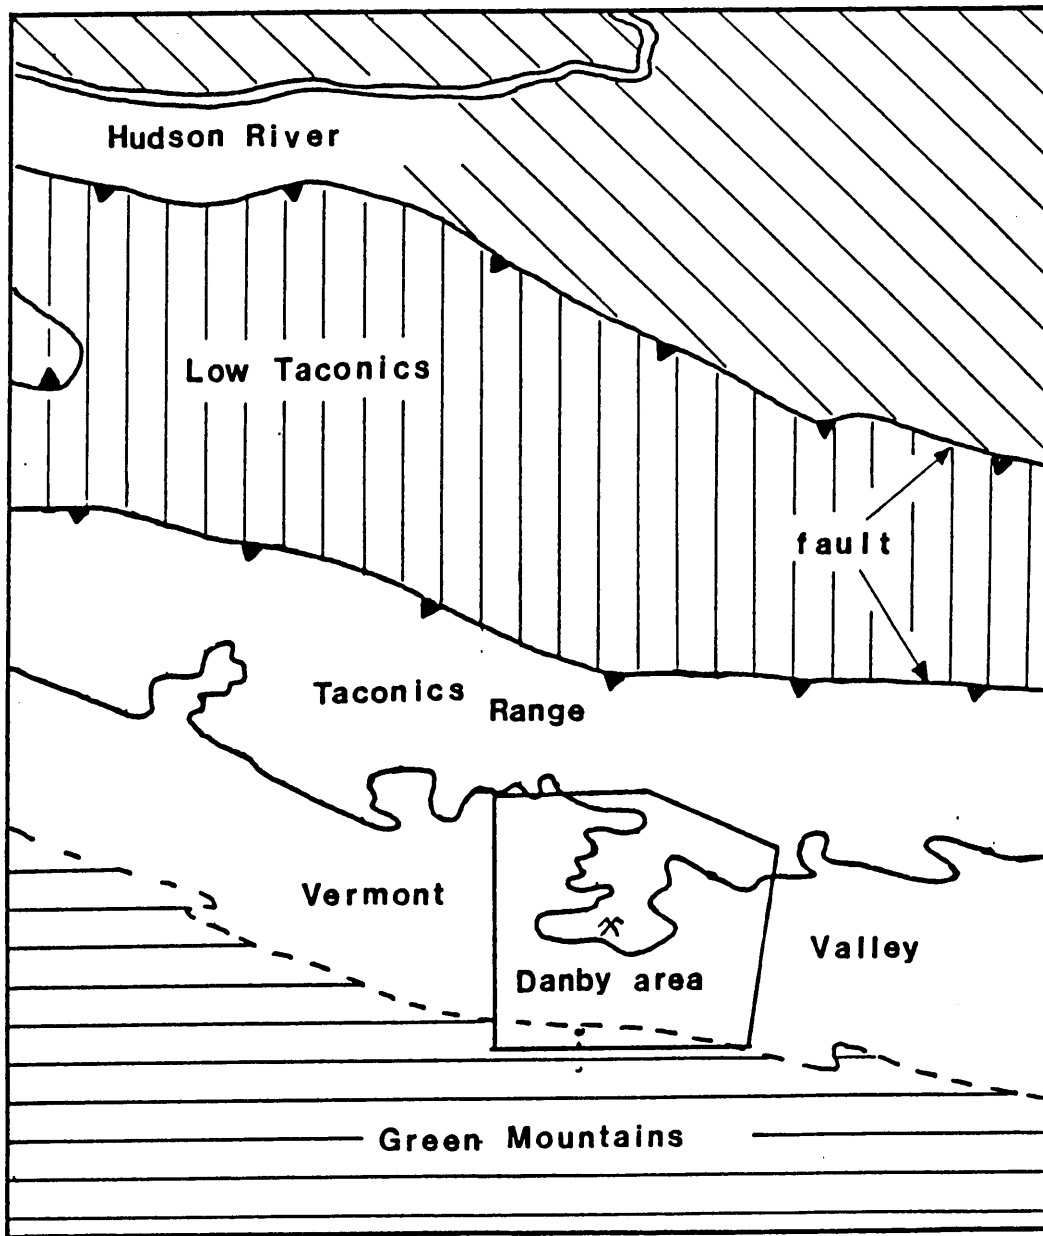 Hudson River
Low Taconics
fault
Taconics Range
Vermont Valley
Danby area
Green Mountains